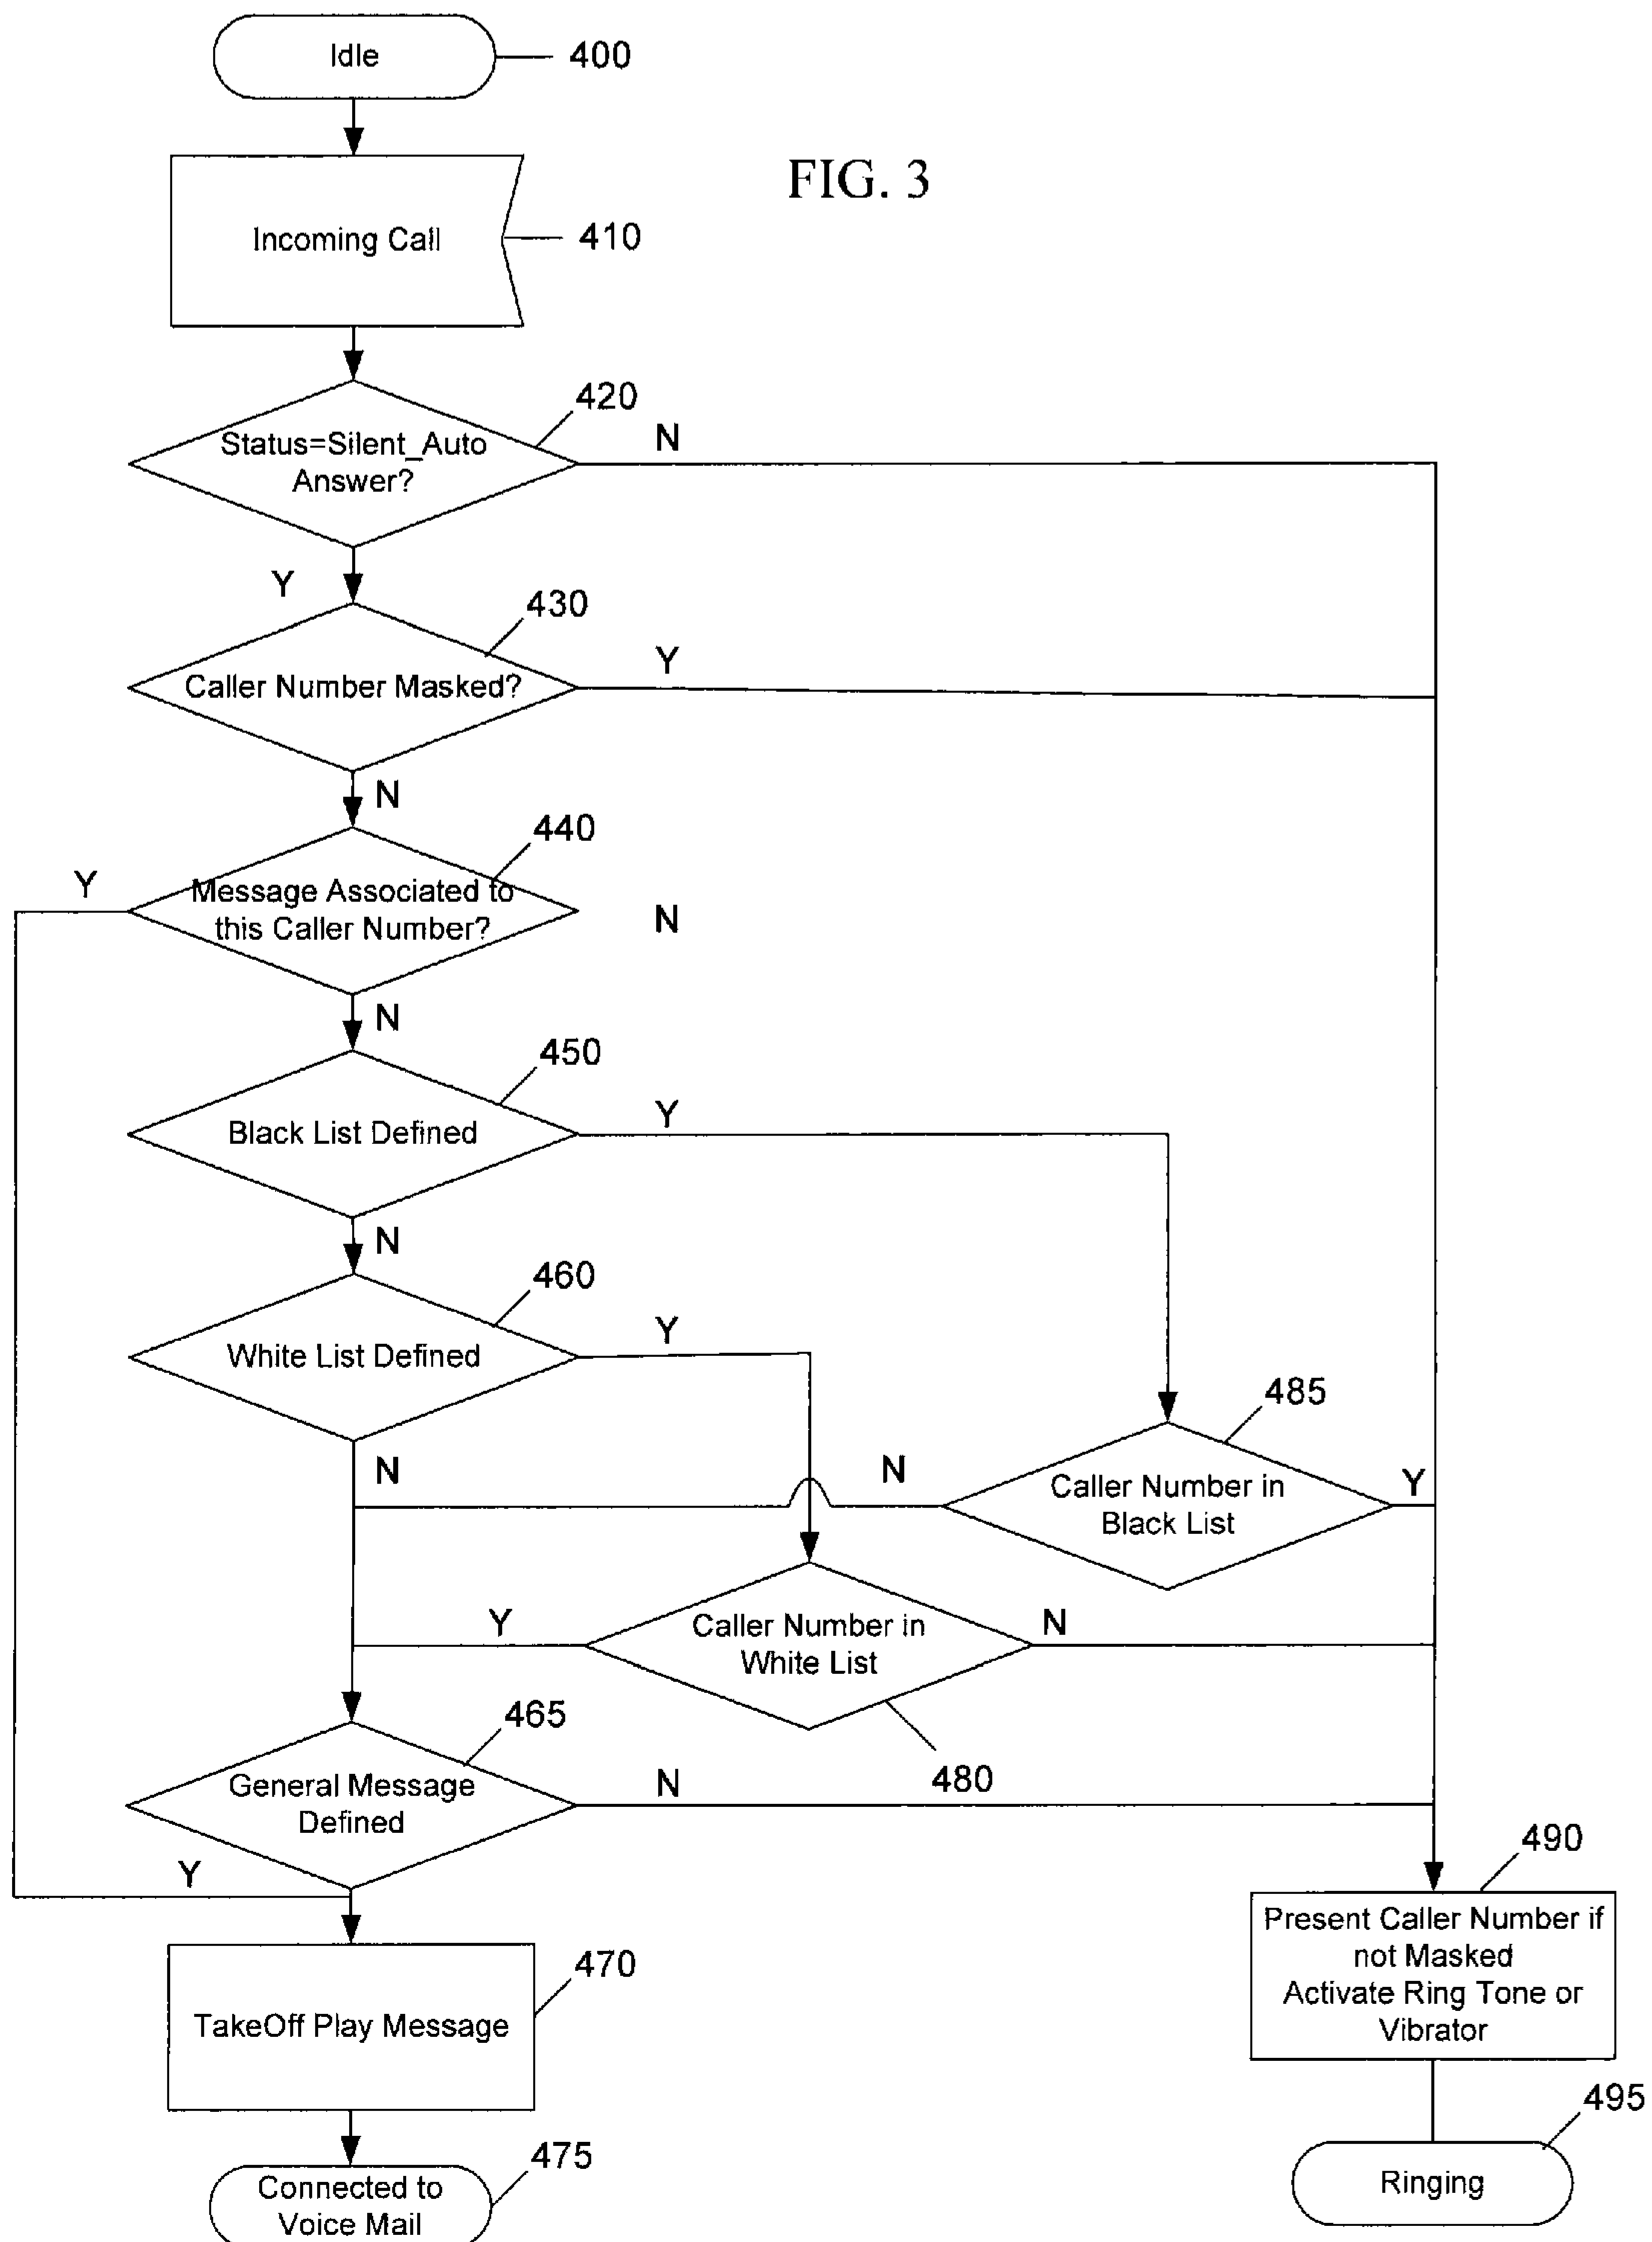 Idle
400
FIG. 3
Incoming Call
410
420
Status=Silent_Auto
Answer?
N
Y
430
Caller Number Masked?
Y
N
440
Y
Message Associated to
this Caller Number?
N
N
450
Black List Defined
Y
N
460
White List Defined
Y
485
N
N
Caller Number in
Black List
Y
Y
Caller Number in
White List
N
465
480
General Message
Defined
N
490
Y
Present Caller Number if
not Masked
Activate Ring Tone or
Vibrator
470
TakeOff Play Message
495
475
Connected to
Voice Mail
Ringing